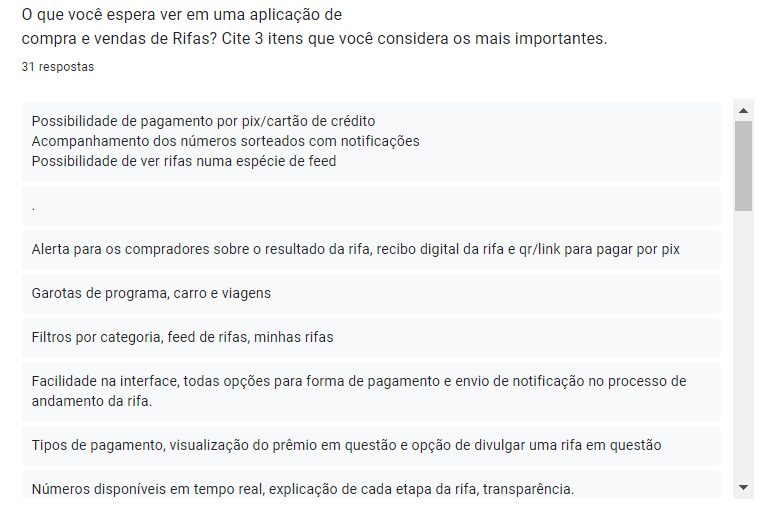 O que você espera ver em uma aplicação de
compra e vendas de Rifas? Cite 3 itens que você considera os mais importantes.
31 respostas
Possibilidade de pagamento por pix/cartão de crédito
Acompanhamento dos números sorteados com notificações
Possibilidade de ver rifas numa espécie de feed
.
Alerta para os compradores sobre o resultado da rifa, recibo digital da rifa e qr/link para pagar por pix
Garotas de programa, carro e viagens
Filtros por categoria, feed de rifas, minhas rifas
Facilidade na interface, todas opções para forma de pagamento e envio de notificação no processo de
andamento da rifa.
Tipos de pagamento, visualização do prêmio em questão e opção de divulgar uma rifa em questão
Números disponíveis em tempo real, explicação de cada etapa da rifa, transparência.